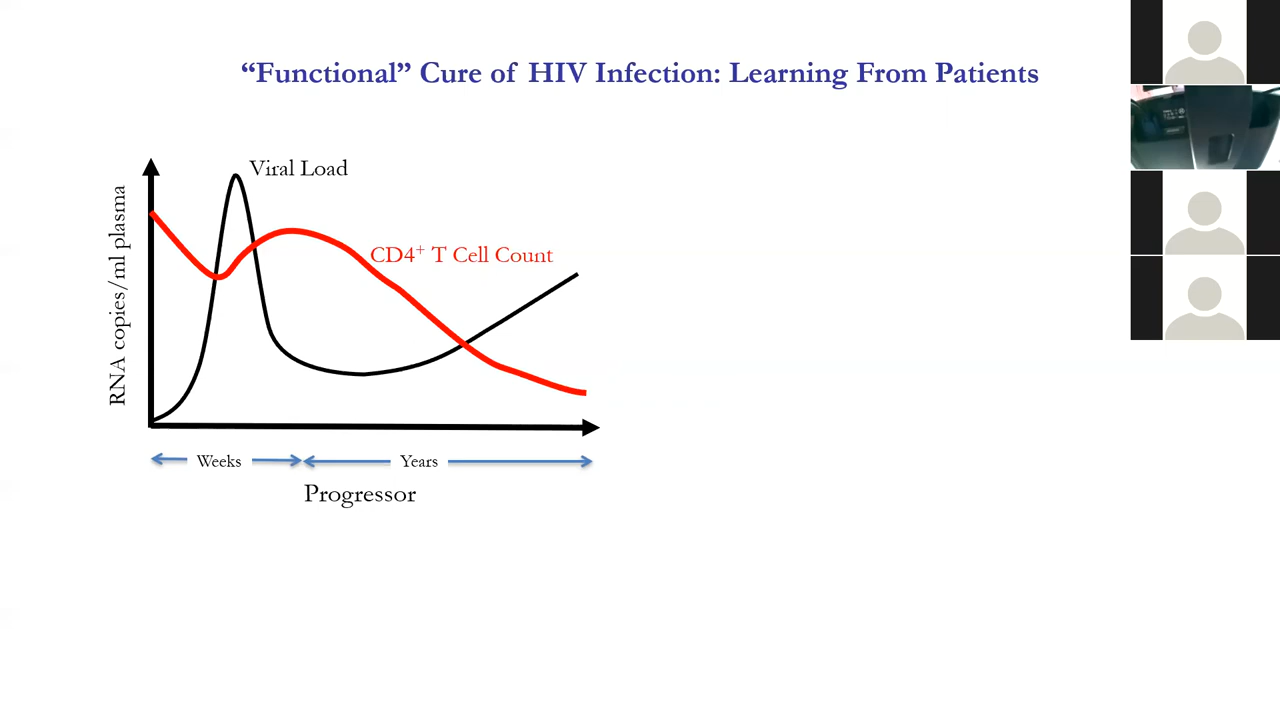 “Functional” Cure of HIV Infection: Learning From Patients
Viral Load
CD4⁺ T Cell Count
RNA copies/ml plasma
Weeks
Years
Progressor